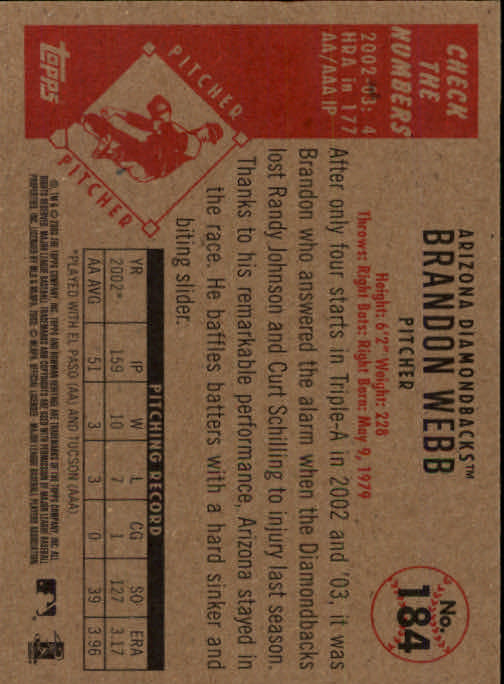 No.
184
ARIZONA DIAMONDBACKS™
BRANDON WEBB
PITCHER
Height: 6'2" Weight: 228
Throws: Right Bats: Right Born: May 9, 1979
After only four starts in Triple-A in 2002 and '03, it was
Brandon who answered the alarm when the Diamondbacks
lost Randy Johnson and Curt Schilling to injury last season.
Thanks to his remarkable performance, Arizona stayed in
the race. He baffles batters with a hard sinker and
biting slider.
CHECK
THE
NUMBERS
2002-03: 4
HRA in 177
AA/AAA IP
PITCHER
PITCHER
topps
PITCHING RECORD
YR IP W L CG SO ERA
2002*. 159 10 7 1 127 3.17
AA AVG 51 3 3 0 39 3.96
*PLAYED WITH EL PASO (AA) AND TUCSON (AAA)